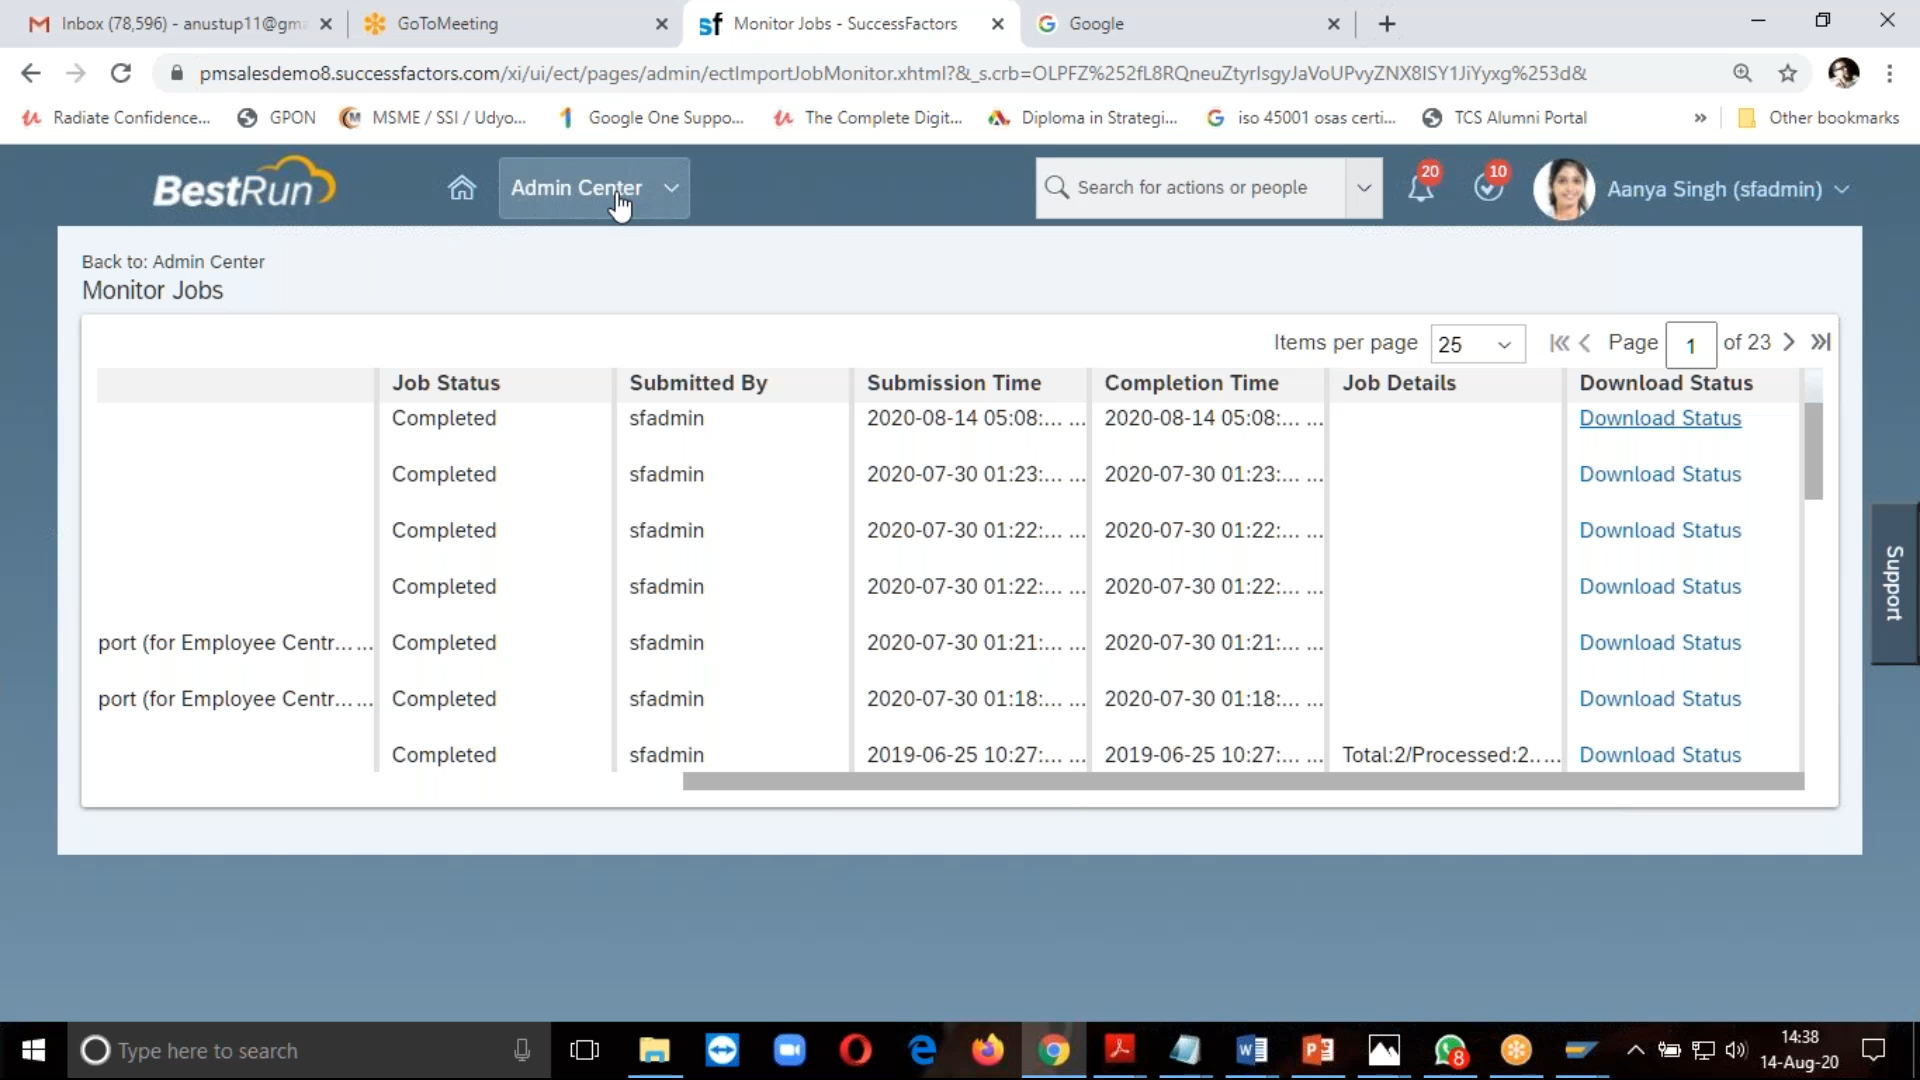 Inbox (78,596) - anustup11@gma
GoToMeeting
sf Monitor Jobs - SuccessFactors
Google
pmsalesdemo8.successfactors.com/xi/ui/ect/pages/admin/ectImportJobMonitor.xhtml?&_s.crb=OLPFZ%252fL8RQneuZtyrIsgyJaVoUPvyZNX8ISY1JiYyxg%253d&
Radiate Confidence...
GPON
MSME / SSI / Udyo...
Google One Suppo...
The Complete Digit...
Diploma in Strategi...
iso 45001 osas certi...
TCS Alumni Portal
»
Other bookmarks
BestRun
Admin Center
Search for actions or people
20
10
Aanya Singh (sfadmin)
Back to: Admin Center
Monitor Jobs
Items per page 25 Page 1 of 23
Job Status Submitted By Submission Time Completion Time Job Details Download Status
Completed sfadmin 2020-08-14 05:08:... ... 2020-08-14 05:08:... ... Download Status
Completed sfadmin 2020-07-30 01:23:... ... 2020-07-30 01:23:... ... Download Status
Completed sfadmin 2020-07-30 01:22:... ... 2020-07-30 01:22:... ... Download Status
Completed sfadmin 2020-07-30 01:22:... ... 2020-07-30 01:22:... ... Download Status
port (for Employee Centr... ... Completed sfadmin 2020-07-30 01:21:... ... 2020-07-30 01:21:... ... Download Status
port (for Employee Centr... ... Completed sfadmin 2020-07-30 01:18:... ... 2020-07-30 01:18:... ... Download Status
Completed sfadmin 2019-06-25 10:27:... ... 2019-06-25 10:27:... ... Total:2/Processed:2.. ... Download Status
Support
Type here to search
8
14:38
14-Aug-20